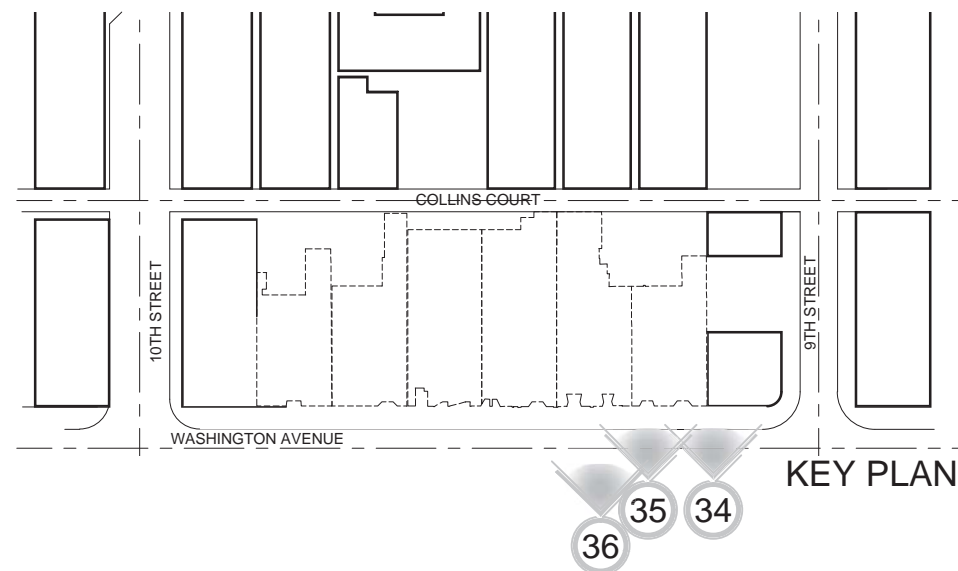 COLLINS COURT
10TH STREET
9TH STREET
WASHINGTON AVENUE
KEY PLAN
35
34
36